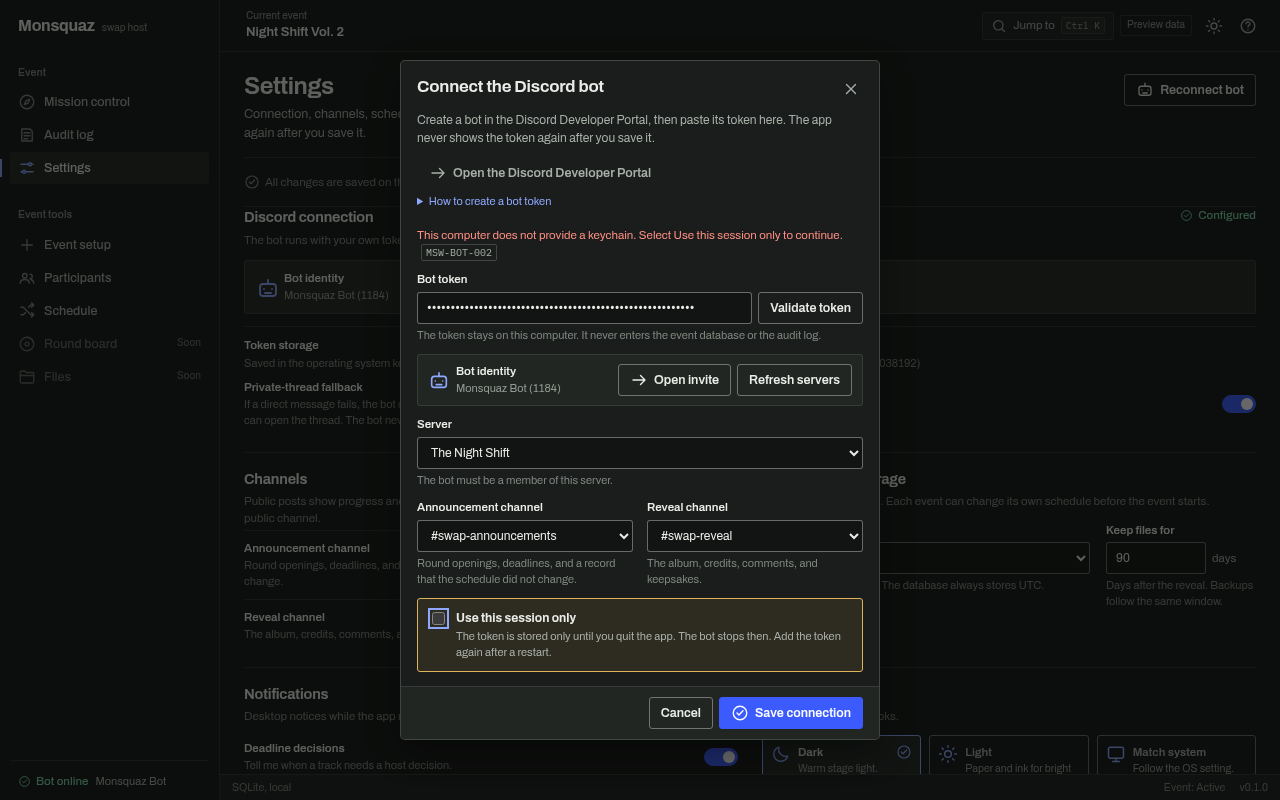 Monsquaz swap host
Current event
Night Shift Vol. 2
Jump to Ctrl K
Preview data
Event
Mission control
Audit log
Settings
Event tools
Event setup
Participants
Schedule
Round board Soon
Files Soon
Bot online Monsquaz Bot
Settings
Connection, channels, sched
again after you save it.
Reconnect bot
All changes are saved on th
Discord connection
Configured
The bot runs with your own toke
Bot identity
Monsquaz Bot (1184)
Token storage
Saved in the operating system ke
038192)
Private-thread fallback
If a direct message fails, the bot
can open the thread. The bot nev
Channels
Public posts show progress and
public channel.
Announcement channel
Round openings, deadlines, and
change.
Reveal channel
The album, credits, comments, a
rage
. Each event can change its own schedule before the event starts.
Keep files for
90 days
The database always stores UTC.
Days after the reveal. Backups
follow the same window.
Notifications
Desktop notices while the app
oks.
Deadline decisions
Tell me when a track needs a host decision.
Dark
Warm stage light.
Light
Paper and ink for bright
Match system
Follow the OS setting.
SQLite, local
Event: Active v0.1.0
Connect the Discord bot
Create a bot in the Discord Developer Portal, then paste its token here. The app
never shows the token again after you save it.
Open the Discord Developer Portal
How to create a bot token
This computer does not provide a keychain. Select Use this session only to continue.
MSW-BOT-002
Bot token
Validate token
The token stays on this computer. It never enters the event database or the audit log.
Bot identity
Monsquaz Bot (1184)
Open invite
Refresh servers
Server
The Night Shift
The bot must be a member of this server.
Announcement channel
#swap-announcements
Round openings, deadlines, and a record
that the schedule did not change.
Reveal channel
#swap-reveal
The album, credits, comments, and
keepsakes.
Use this session only
The token is stored only until you quit the app. The bot stops then. Add the token
again after a restart.
Cancel
Save connection